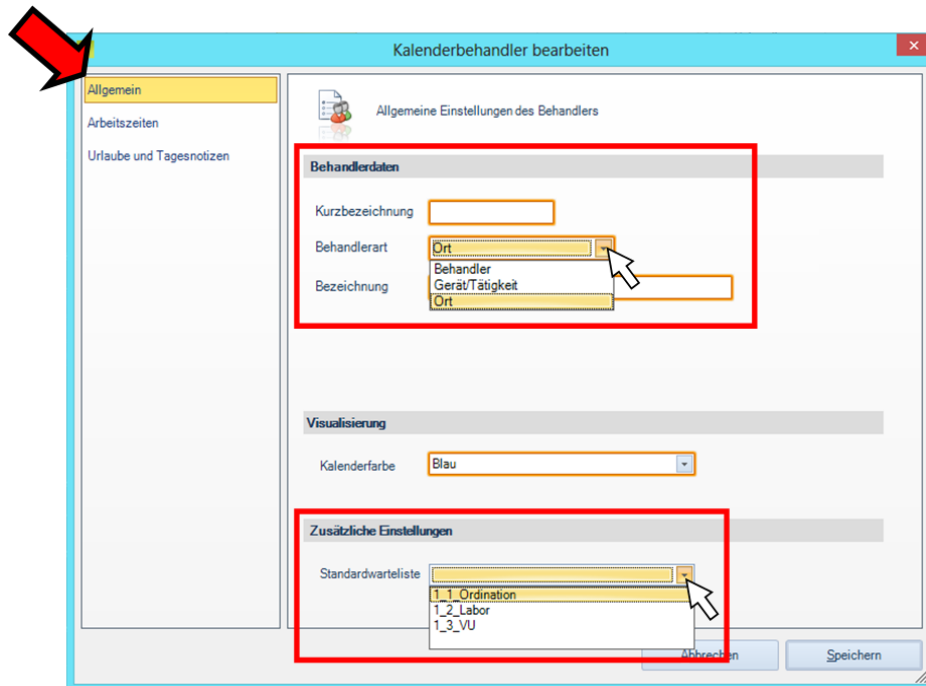 Kalenderbehandler bearbeiten
Allgemein
Arbeitszeiten
Urlaube und Tagesnotizen
Allgemeine Einstellungen des Behandlers
Behandlerdaten
Kurzbezeichnung
Behandlerart Ort
Behandler
Gerät/Tätigkeit
Ort
Bezeichnung
Visualisierung
Kalenderfarbe Blau
Zusätzliche Einstellungen
Standardwarteliste
1_1_Ordination
1_2_Labor
1_3_VU
Abbrechen Speichern